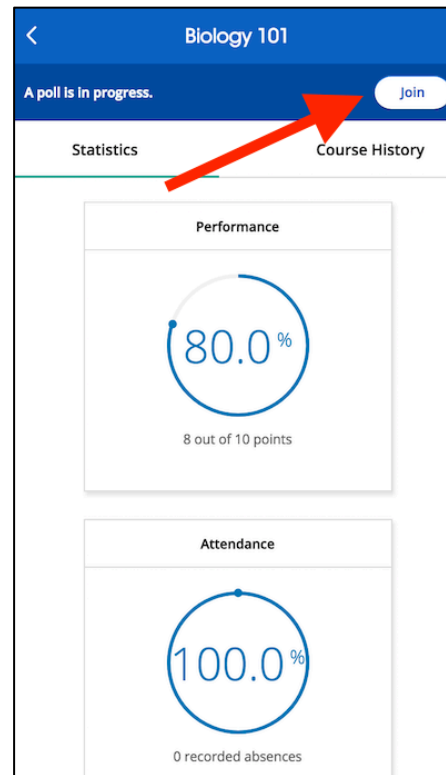 Biology 101
A poll is in progress.
Join
Statistics
Course History
Performance
80.0%
8 out of 10 points
Attendance
100.0%
0 recorded absences